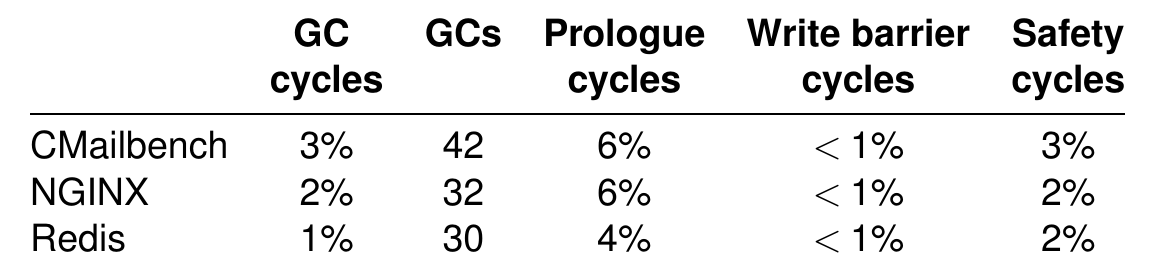 GC GCs Prologue Write barrier Safety
cycles cycles cycles cycles
CMailbench 3% 42 6% < 1% 3%
NGINX 2% 32 6% < 1% 2%
Redis 1% 30 4% < 1% 2%